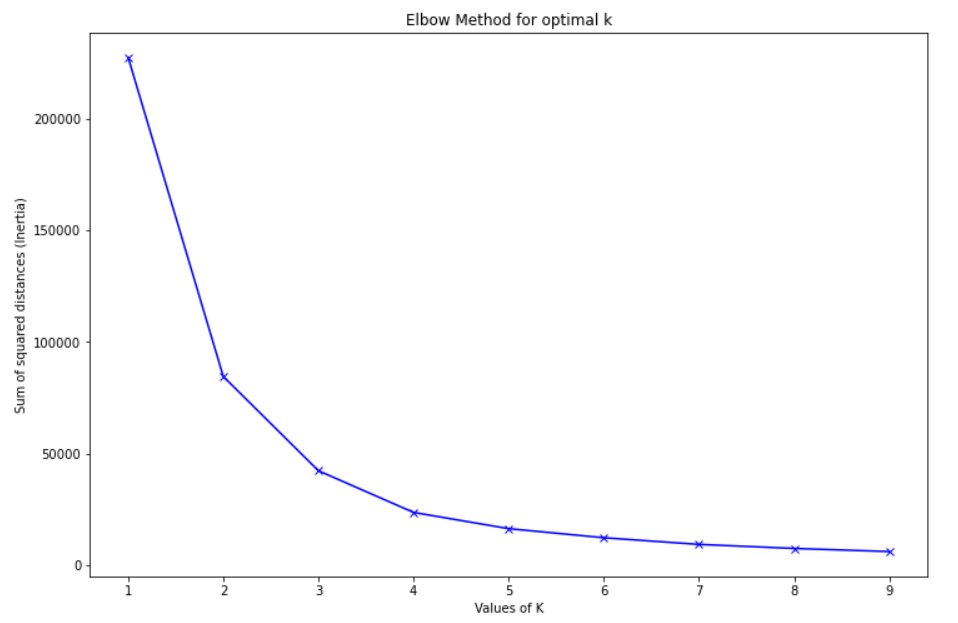 Elbow Method for optimal k
Sum of squared distances (Inertia)
200000
150000
100000
50000
0
1 2 3 4 5 6 7 8 9
Values of K